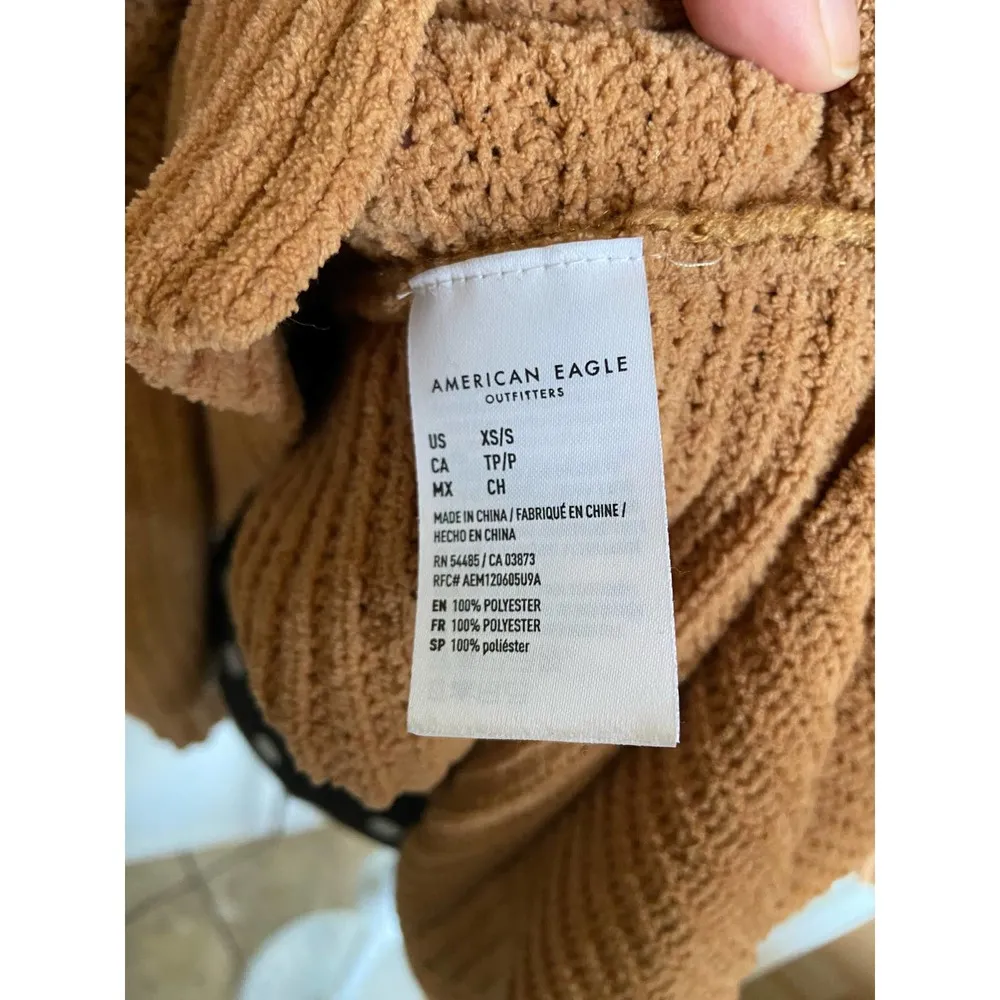 AMERICAN EAGLE
OUTFITTERS
US XS/S
CA TP/P
MX CH
MADE IN CHINA / FABRIQUÉ EN CHINE /
HECHO EN CHINA
RN 54485 / CA 03873
RFC# AEM120605U9A
EN 100% POLYESTER
FR 100% POLYESTER
SP 100% poliéster